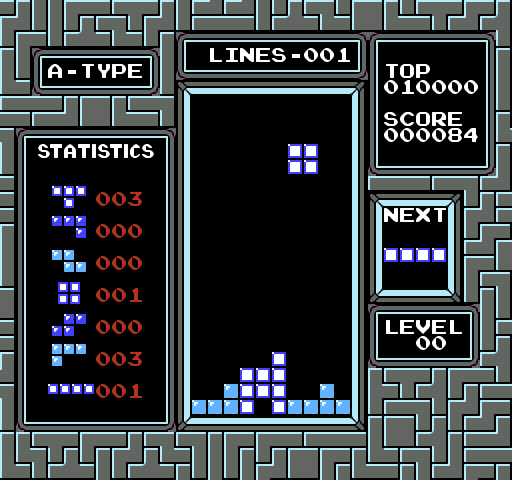 LINES-001
A-TYPE
TOP
010000
SCORE
000084
STATISTICS
003
000
000
001
000
003
001
NEXT
LEVEL
00